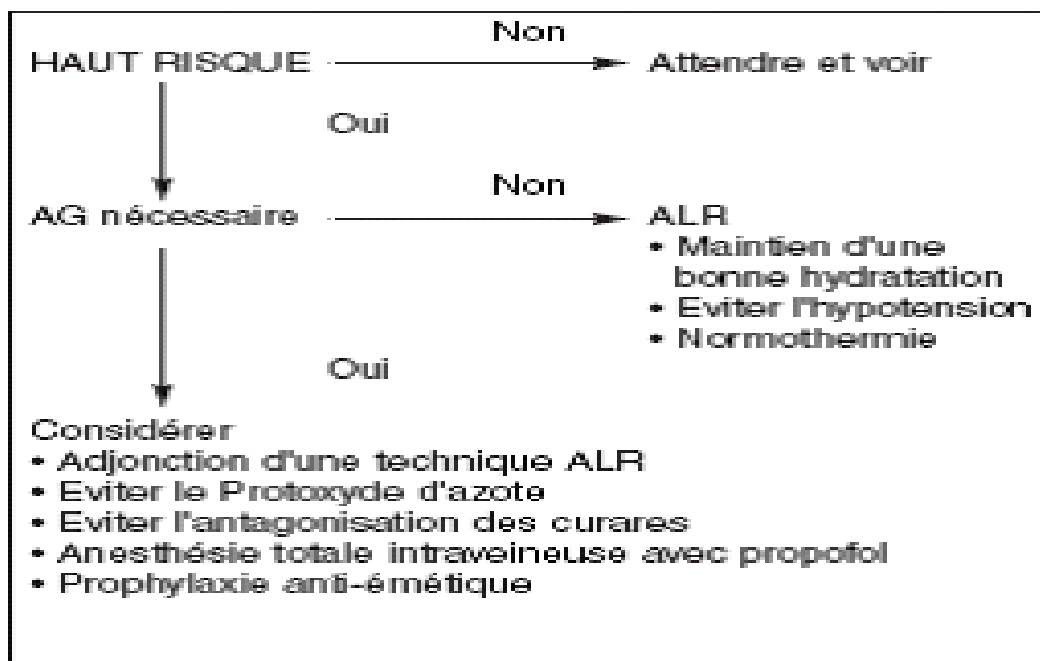 Non
HAUT RISQUE
Attendre et voir
Oui
Non
AG nécessaire
ALR
• Maintien d'une
bonne hydratation
• Eviter l'hypotension
• Normothermie
Oui
Considérer
• Adjonction d'une technique ALR
• Eviter le Protoxyde d'azote
• Eviter l'antagonisation des curares
• Anesthésie totale intraveineuse avec propofol
• Prophylaxie anti-émétique